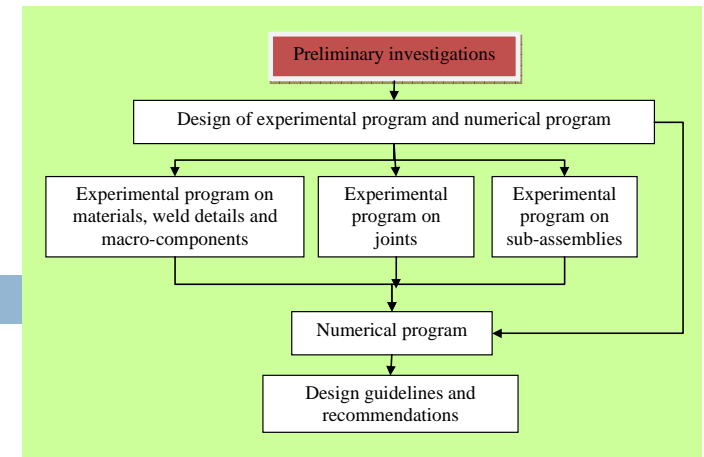 Preliminary investigations
Design of experimental program and numerical program
Experimental program on
materials, weld details and
macro-components
Experimental
program on
joints
Experimental
program on
sub-assemblies
Numerical program
Design guidelines and
recommendations